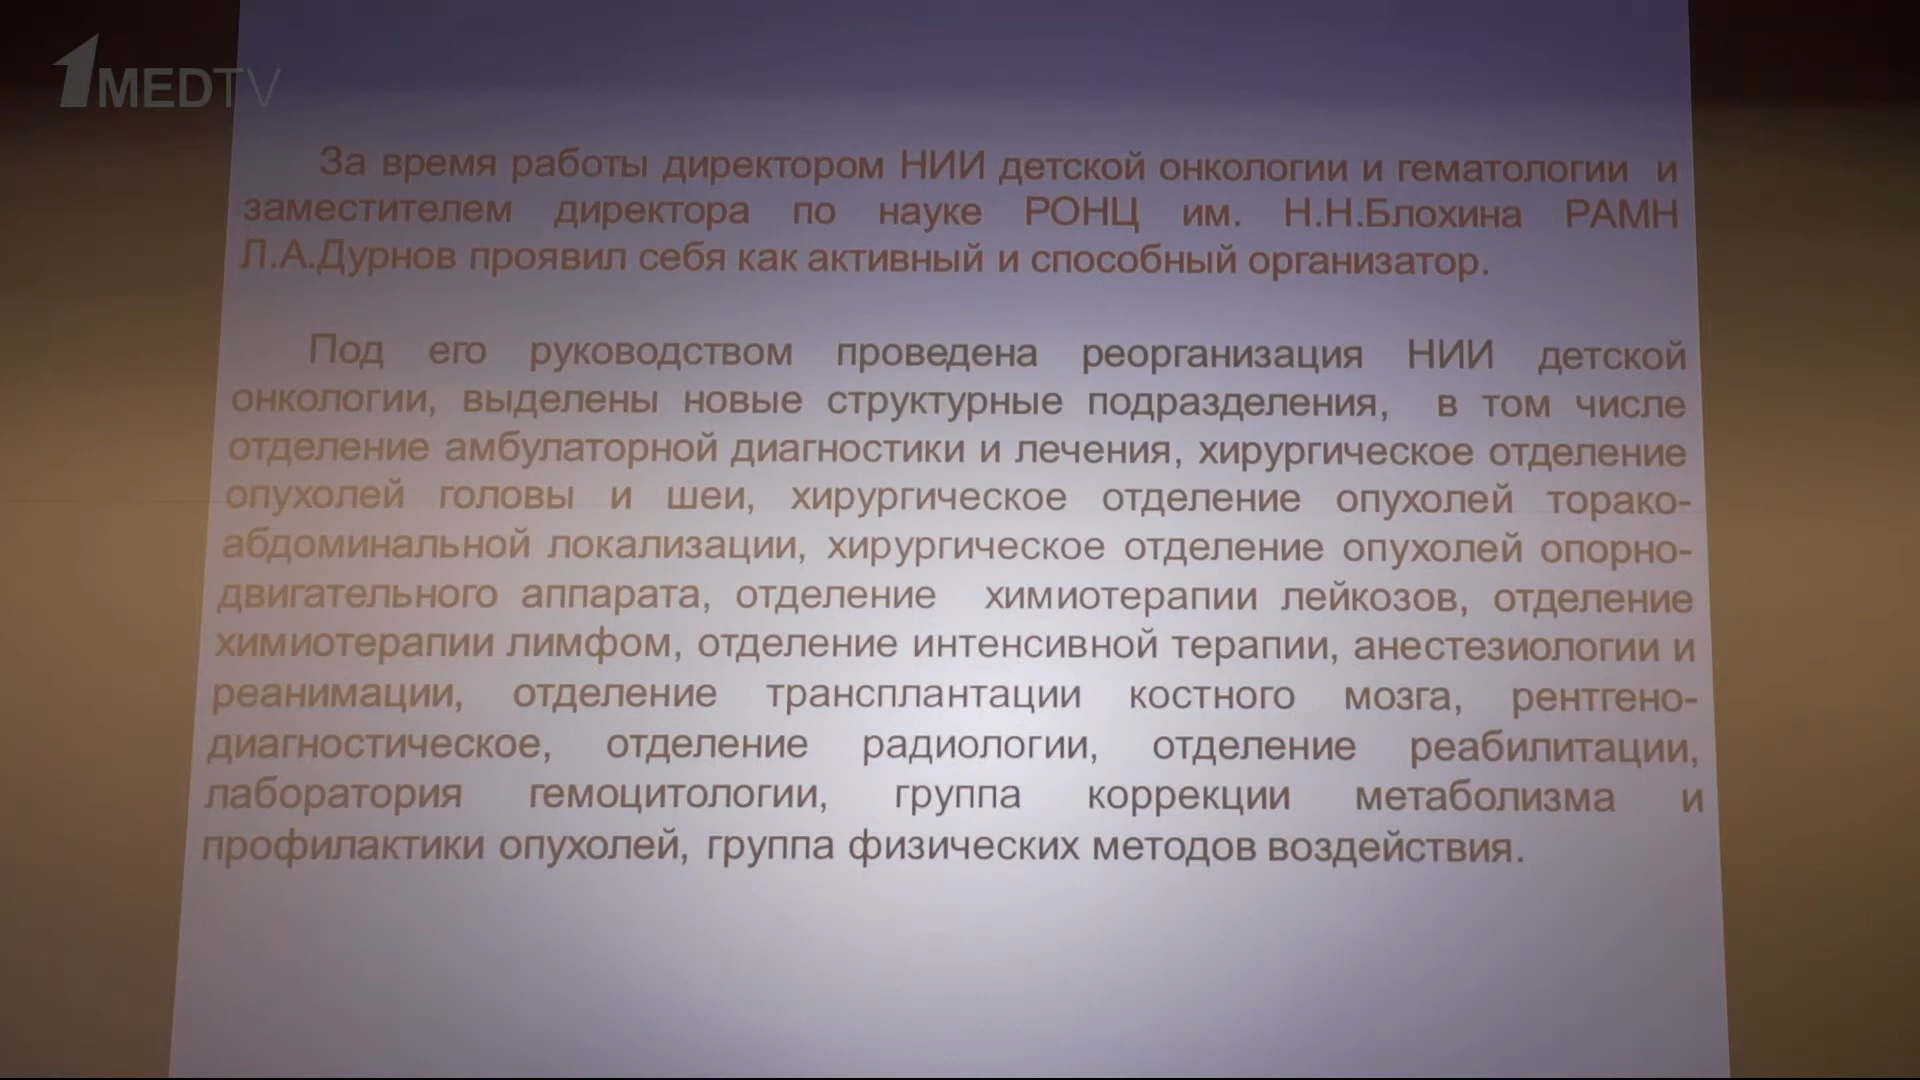 1MEDTV
За время работы директором НИИ детской онкологии и гематологии и
заместителем директора по науке РОНЦ им. Н.Н.Блохина РАМН
Л.А.Дурнов проявил себя как активный и способный организатор.
Под его руководством проведена реорганизация НИИ детской
онкологии, выделены новые структурные подразделения, в том числе
отделение амбулаторной диагностики и лечения, хирургическое отделение
опухолей головы и шеи, хирургическое отделение опухолей торако-
абдоминальной локализации, хирургическое отделение опухолей опорно-
двигательного аппарата, отделение химиотерапии лейкозов, отделение
химиотерапии лимфом, отделение интенсивной терапии, анестезиологии и
реанимации, отделение трансплантации костного мозга, рентгено-
диагностическое, отделение радиологии, отделение реабилитации,
лаборатория гемоцитологии, группа коррекции метаболизма и
профилактики опухолей, группа физических методов воздействия.